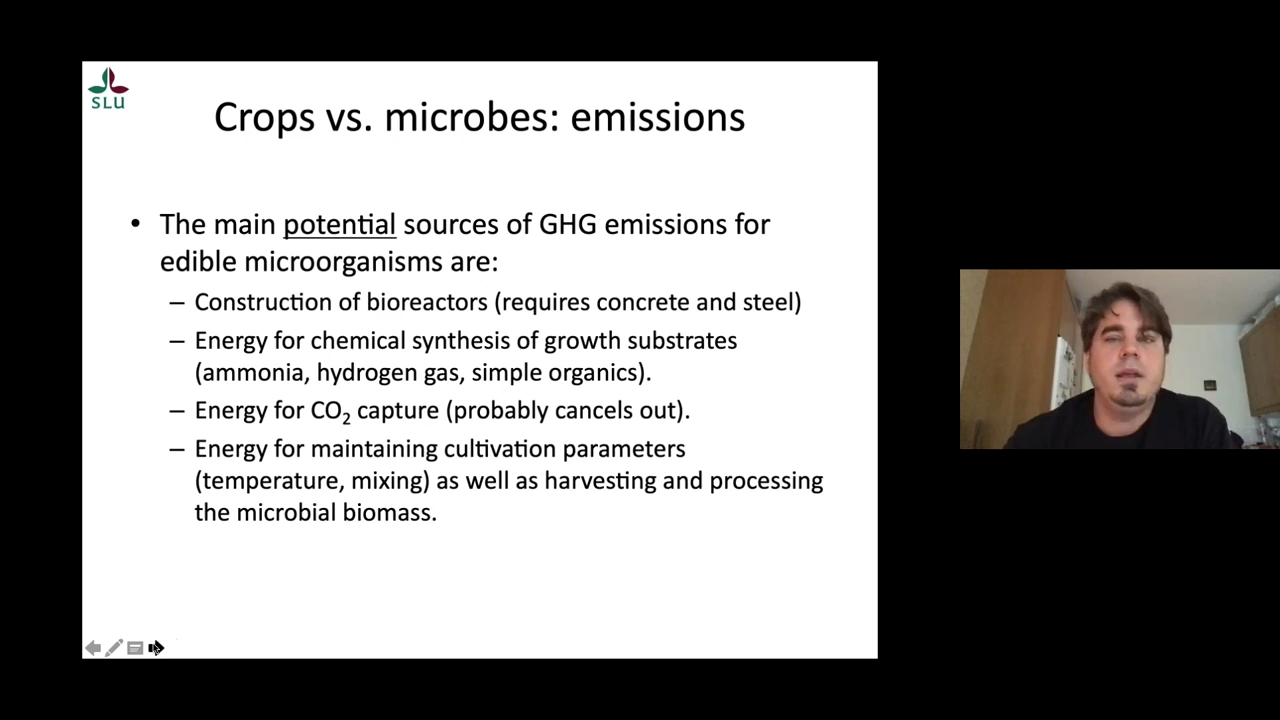 SLU
Crops vs. microbes: emissions
• The main potential sources of GHG emissions for
edible microorganisms are:
– Construction of bioreactors (requires concrete and steel)
– Energy for chemical synthesis of growth substrates
(ammonia, hydrogen gas, simple organics).
– Energy for CO₂ capture (probably cancels out).
– Energy for maintaining cultivation parameters
(temperature, mixing) as well as harvesting and processing
the microbial biomass.